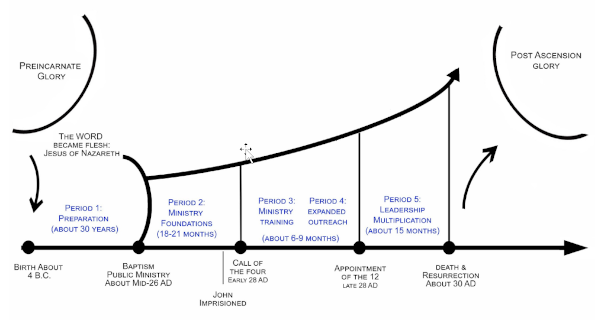 Preincarnate
Glory
Post Ascension
glory
The WORD
became flesh:
Jesus of Nazareth
Period 1:
Preparation
(about 30 years)
Period 2:
Ministry
Foundations
(18-21 months)
Period 3:
Ministry
training
Period 4:
expanded
outreach
(about 6-9 months)
Period 5:
Leadership
Multiplication
(about 15 months)
Birth About
4 B.C.
Baptism
Public Ministry
About Mid-26 AD
John
Imprisioned
Call of
the four
Early 28 AD
Appointment
of the 12
late 28 AD
death &
Resurrection
About 30 AD